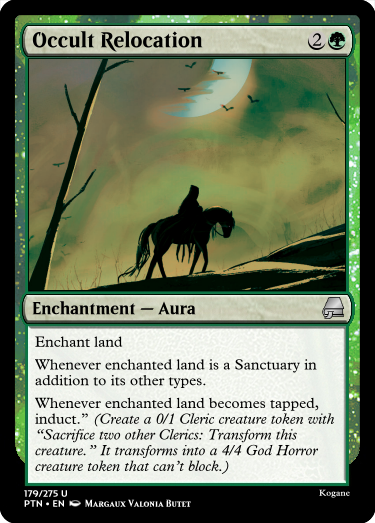 Occult Relocation 2
Enchantment — Aura
Enchant land
Whenever enchanted land is a Sanctuary in
addition to its other types.
Whenever enchanted land becomes tapped,
induct.” (Create a 0/1 Cleric creature token with
“Sacrifice two other Clerics: Transform this
creature.” It transforms into a 4/4 God Horror
creature token that can’t block.)
179/275 U
Kogane
PTN • EN Margaux Valonia Butet